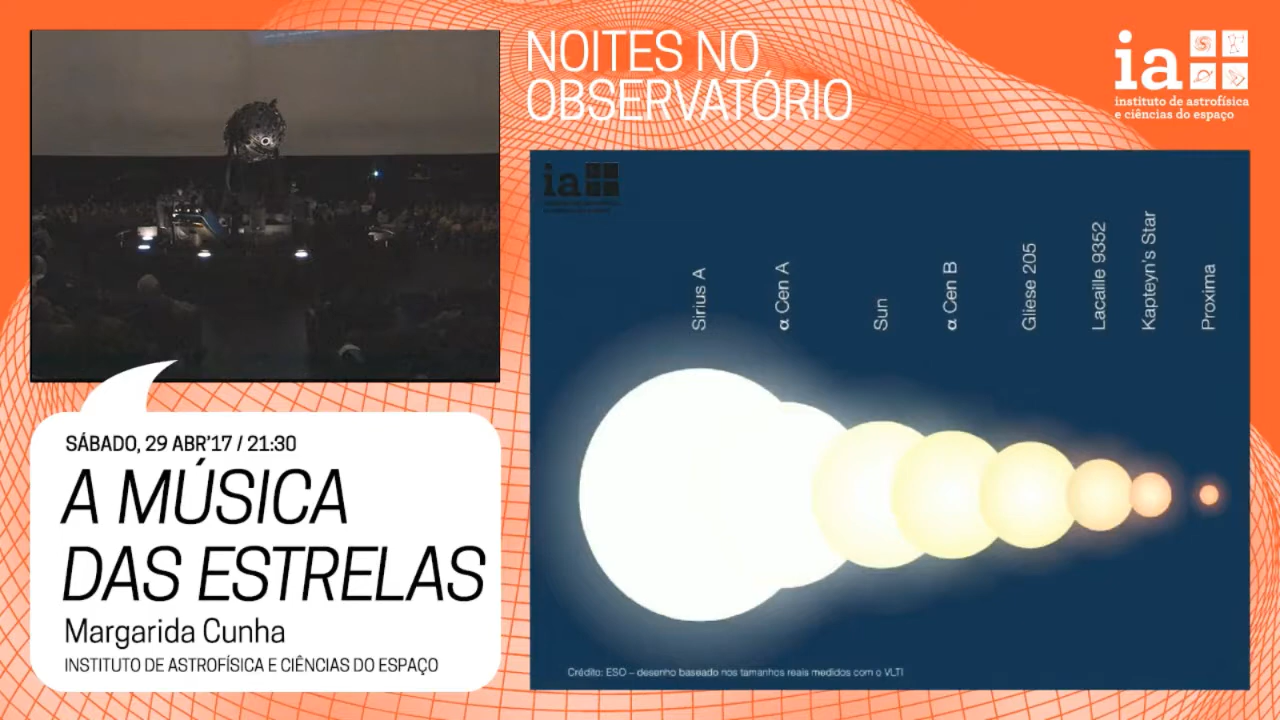 NOITES NO
OBSERVATÓRIO
ia
instituto de astrofísica
e ciências do espaço
ia
Sirius A
α Cen A
Sun
α Cen B
Gliese 205
Lacaille 9352
Kapteyn's Star
Proxima
Crédito: ESO – desenho baseado nos tamanhos reais medidos com o VLTI
SÁBADO, 29 ABR'17 / 21:30
A MÚSICA
DAS ESTRELAS
Margarida Cunha
INSTITUTO DE ASTROFÍSICA E CIÊNCIAS DO ESPAÇO